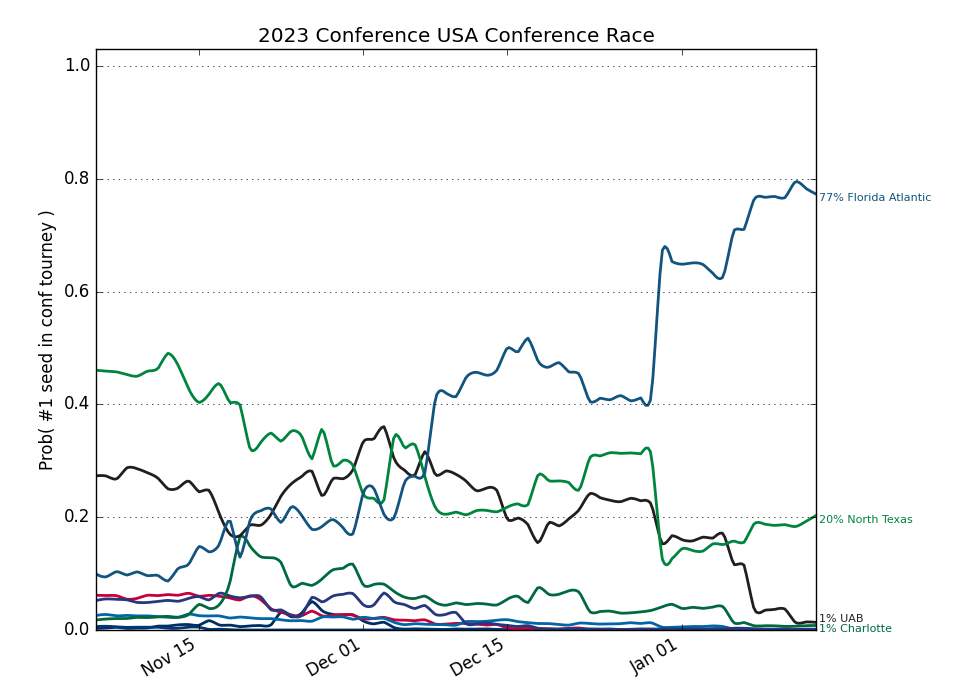 2023 Conference USA Conference Race
Prob( #1 seed in conf tourney )
1.0
0.8
0.6
0.4
0.2
0.0
Nov 15
Dec 01
Dec 15
Jan 01
77% Florida Atlantic
20% North Texas
1% UAB
1% Charlotte